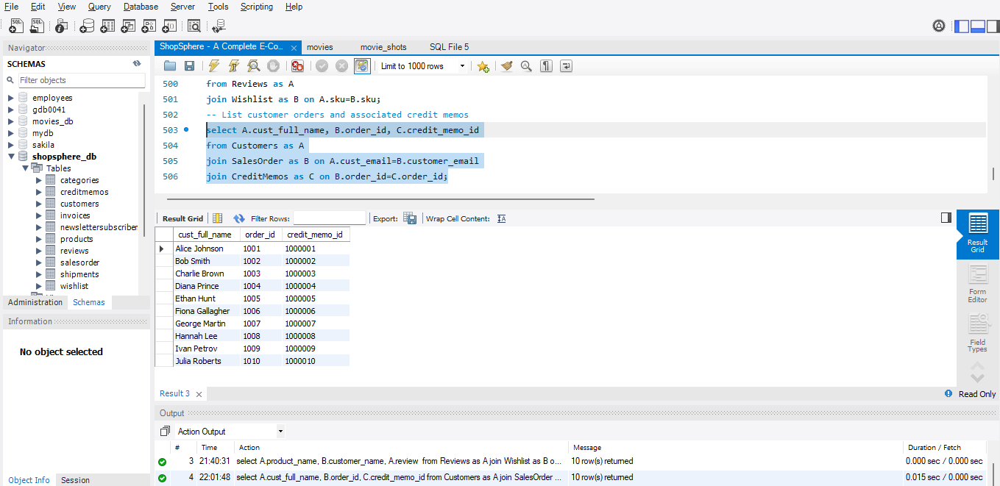 File Edit View Query Database Server Tools Scripting Help
Navigator
SCHEMAS
Filter objects
employees
gdb0041
movies_db
mydb
sakila
shopsphere_db
Tables
categories
creditmemos
customers
invoices
newslettersubscriber
products
reviews
salesorder
shipments
wishlist
Administration Schemas
Information
No object selected
Object Info Session
ShopSphere - A Complete E-Co... movies movie_shots SQL File 5
Limit to 1000 rows
500 from Reviews as A
501 join Wishlist as B on A.sku=B.sku;
502 -- List customer orders and associated credit memos
503 select A.cust_full_name, B.order_id, C.credit_memo_id
504 from Customers as A
505 join SalesOrder as B on A.cust_email=B.customer_email
506 join CreditMemos as C on B.order_id=C.order_id;
Result Grid Filter Rows: Export: Wrap Cell Content:
cust_full_name order_id credit_memo_id
Alice Johnson 1001 1000001
Bob Smith 1002 1000002
Charlie Brown 1003 1000003
Diana Prince 1004 1000004
Ethan Hunt 1005 1000005
Fiona Gallagher 1006 1000006
George Martin 1007 1000007
Hannah Lee 1008 1000008
Ivan Petrov 1009 1000009
Julia Roberts 1010 1000010
Result
Grid
Form
Editor
Field
Types
Result 3 Read Only
Output
Action Output
# Time Action Message Duration / Fetch
3 21:40:31 select A.product_name, B.customer_name, A.review from Reviews as A join Wishlist as B o... 10 row(s) returned 0.000 sec / 0.000 sec
4 22:01:48 select A.cust_full_name, B.order_id, C.credit_memo_id from Customers as A join SalesOrder ... 10 row(s) returned 0.015 sec / 0.000 sec